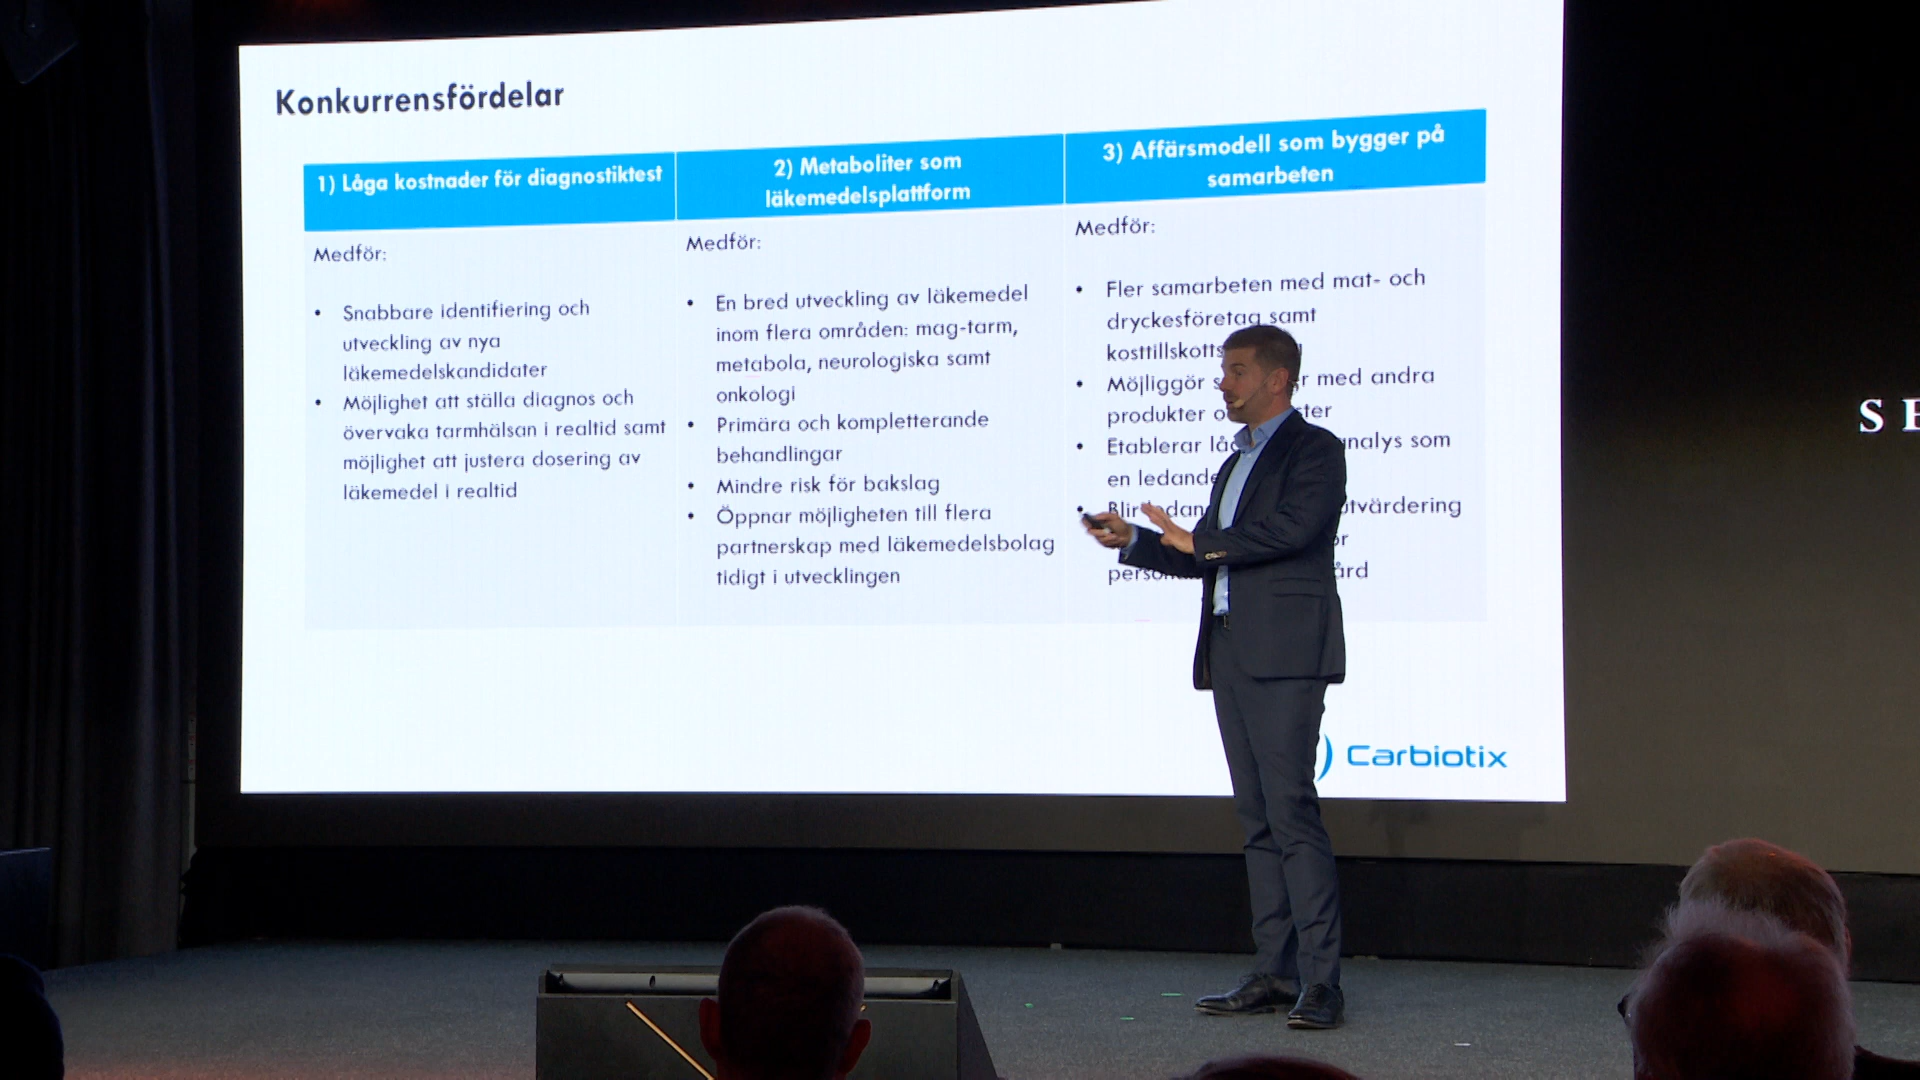 Konkurrensfördelar
1) Låga kostnader för diagnostiktest
Medför:
• Snabbare identifiering och
utveckling av nya
läkemedelskandidater
• Möjlighet att ställa diagnos och
övervaka tarmhälsan i realtid samt
möjlighet att justera dosering av
läkemedel i realtid
2) Metaboliter som
läkemedelsplattform
Medför:
• En bred utveckling av läkemedel
inom flera områden: mag-tarm,
metabola, neurologiska samt
onkologi
• Primära och kompletterande
behandlingar
• Mindre risk för bakslag
• Öppnar möjligheten till flera
partnerskap med läkemedelsbolag
tidigt i utvecklingen
3) Affärsmodell som bygger på
samarbeten
Medför:
• Fler samarbeten med mat- och
dryckesföretag samt
• Möjliggör med andra
produkter
• Etablerar
en
• Blir
Carbiotix